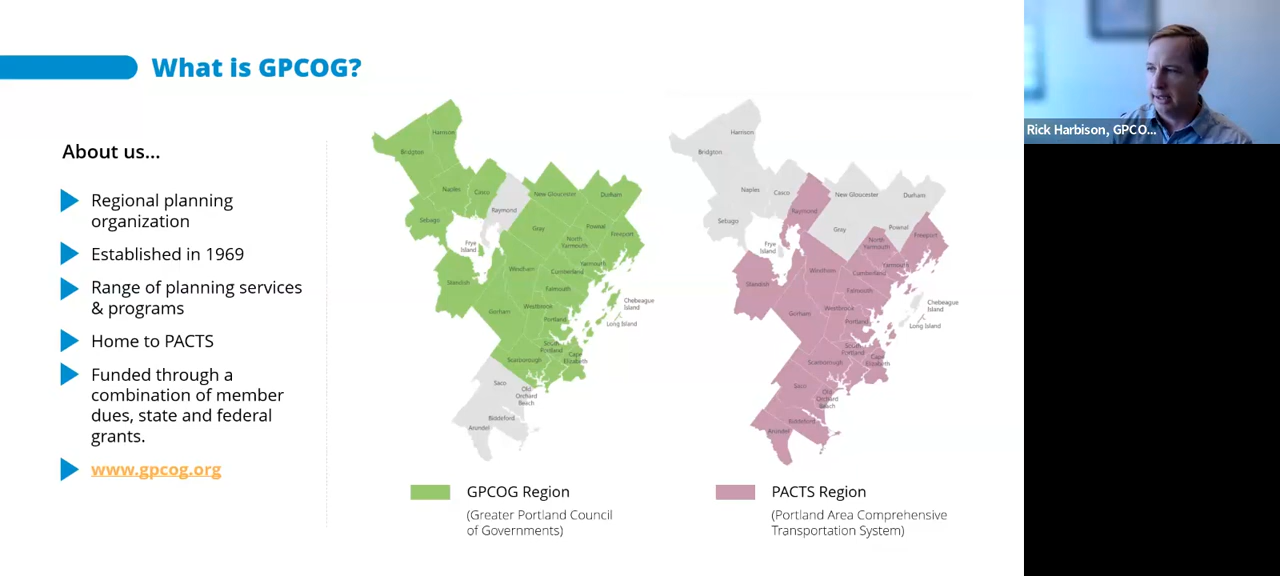 What is GPCOG?
About us...
Regional planning
organization
Established in 1969
Range of planning services
& programs
Home to PACTS
Funded through a
combination of member
dues, state and federal
grants.
www.gpcog.org
Harrison
Bridgton
Naples
Casco
Raymond
New Gloucester
Durham
Sebago
Gray
Pownal
Frye
Island
North
Yarmouth
Freeport
Yarmouth
Windham
Cumberland
Standish
Falmouth
Chebeague
Island
Gorham
Westbrook
Portland
Long Island
South
Portland
Cape
Elizabeth
Scarborough
Saco
Old
Orchard
Beach
Biddeford
Arundel
GPCOG Region
(Greater Portland Council
of Governments)
Harrison
Bridgton
Naples
Casco
Raymond
New Gloucester
Durham
Sebago
Gray
Pownal
Frye
Island
North
Yarmouth
Freeport
Yarmouth
Windham
Cumberland
Standish
Falmouth
Chebeague
Island
Gorham
Westbrook
Portland
Long Island
South
Portland
Cape
Elizabeth
Scarborough
Saco
Old
Orchard
Beach
Biddeford
Arundel
PACTS Region
(Portland Area Comprehensive
Transportation System)
Rick Harbison, GPCO...